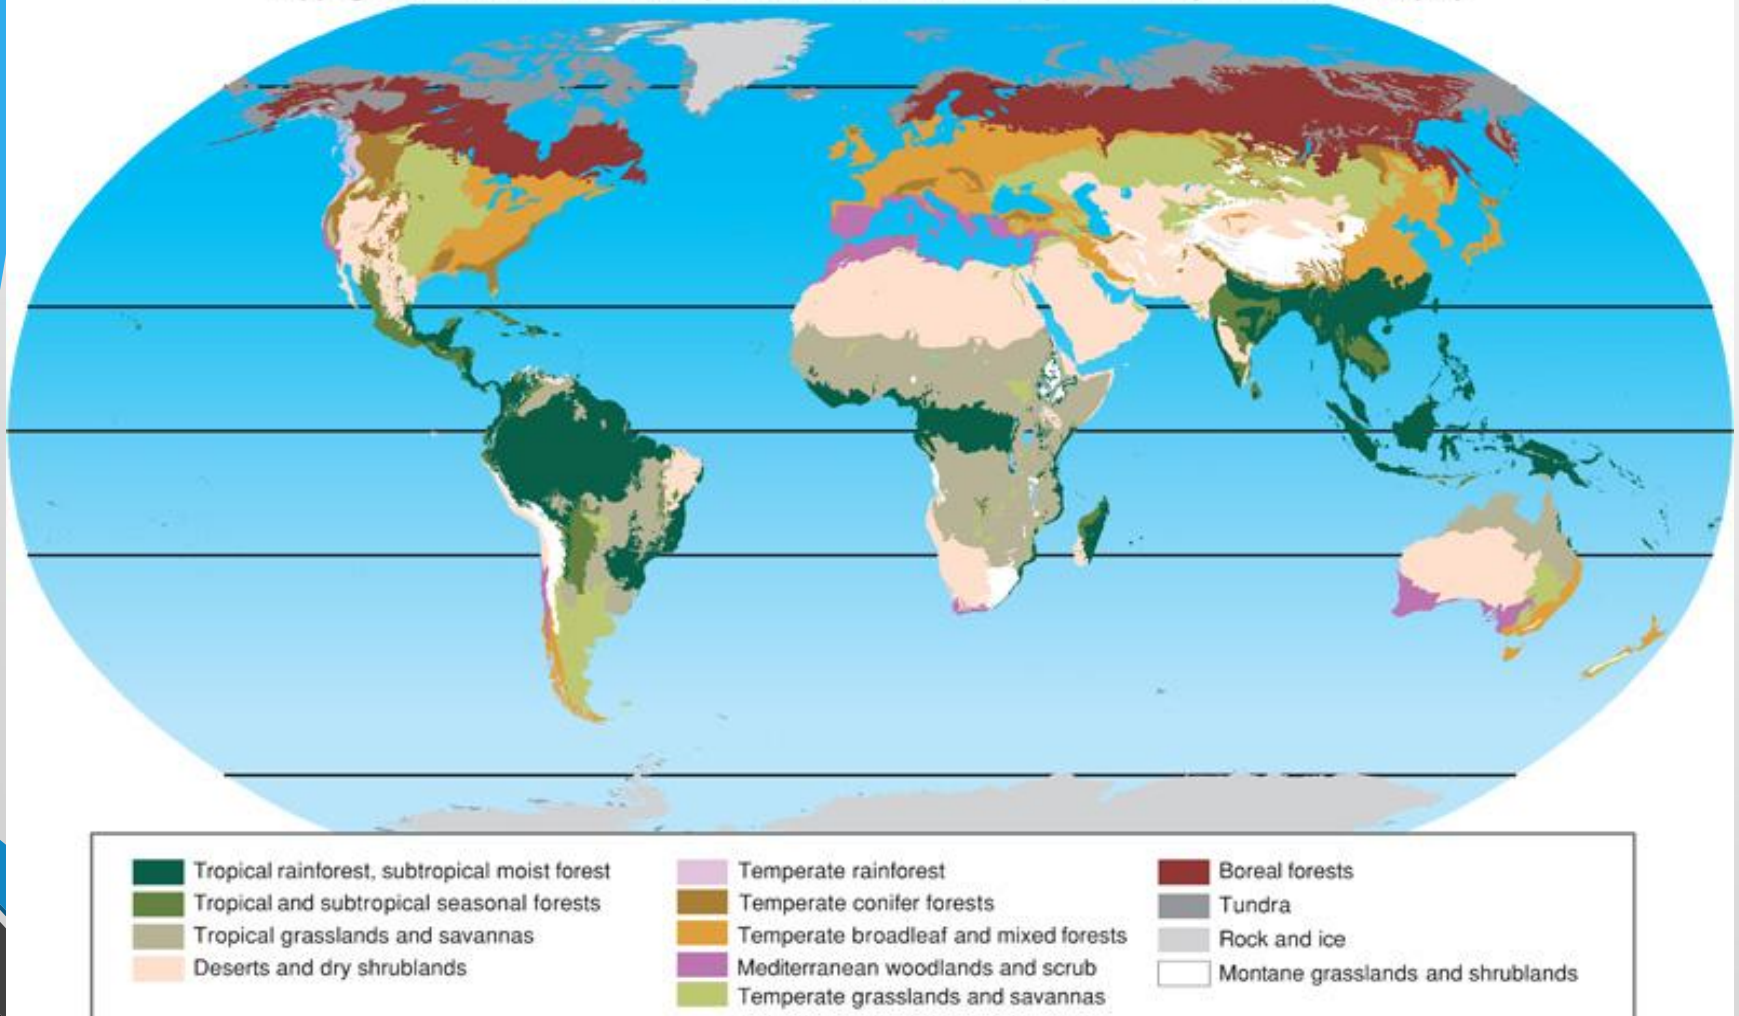 Tropical rainforest, subtropical moist forest
Tropical and subtropical seasonal forests
Tropical grasslands and savannas
Deserts and dry shrublands
Temperate rainforest
Temperate conifer forests
Temperate broadleaf and mixed forests
Mediterranean woodlands and scrub
Temperate grasslands and savannas
Boreal forests
Tundra
Rock and ice
Montane grasslands and shrublands